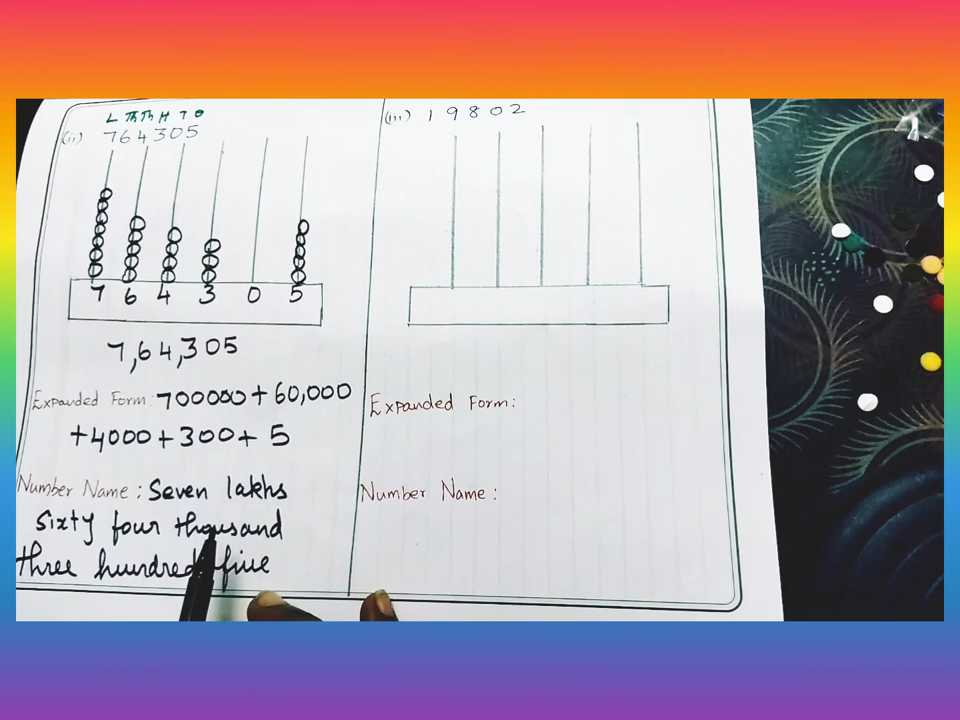 L TTh Th H T O
(ii) 764305
7 6 4 3 0 5
7,64,305
Expanded Form: 700000 + 60,000
+ 4000 + 300 + 5
Number Name: Seven lakhs
sixty four thousand
three hundred five
(iii) 19802
Expanded Form:
Number Name: